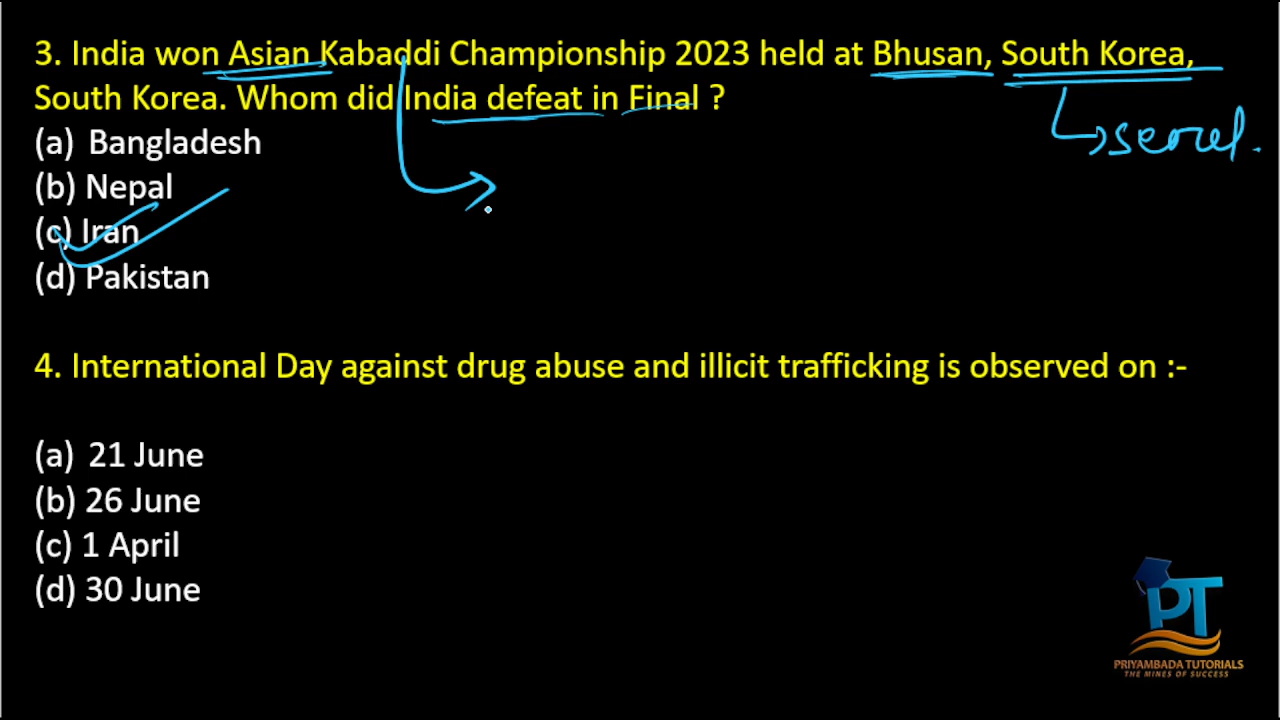 3. India won Asian Kabaddi Championship 2023 held at Bhusan, South Korea,
South Korea. Whom did India defeat in Final ?
seoul.
(a) Bangladesh
(b) Nepal
(c) Iran
(d) Pakistan
4. International Day against drug abuse and illicit trafficking is observed on :-
(a) 21 June
(b) 26 June
(c) 1 April
(d) 30 June
PT
PRIYAMBADA TUTORIALS
THE MINES OF SUCCESS